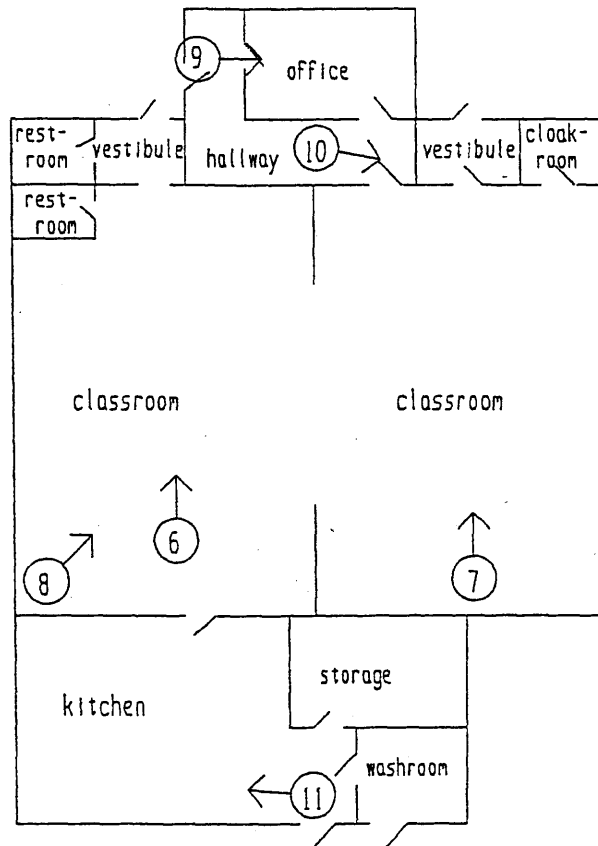 9
office
rest-
room
vestibule
hallway
10
vestibule
cloak-
room
rest-
room
classroom
classroom
6
7
8
storage
kitchen
washroom
11